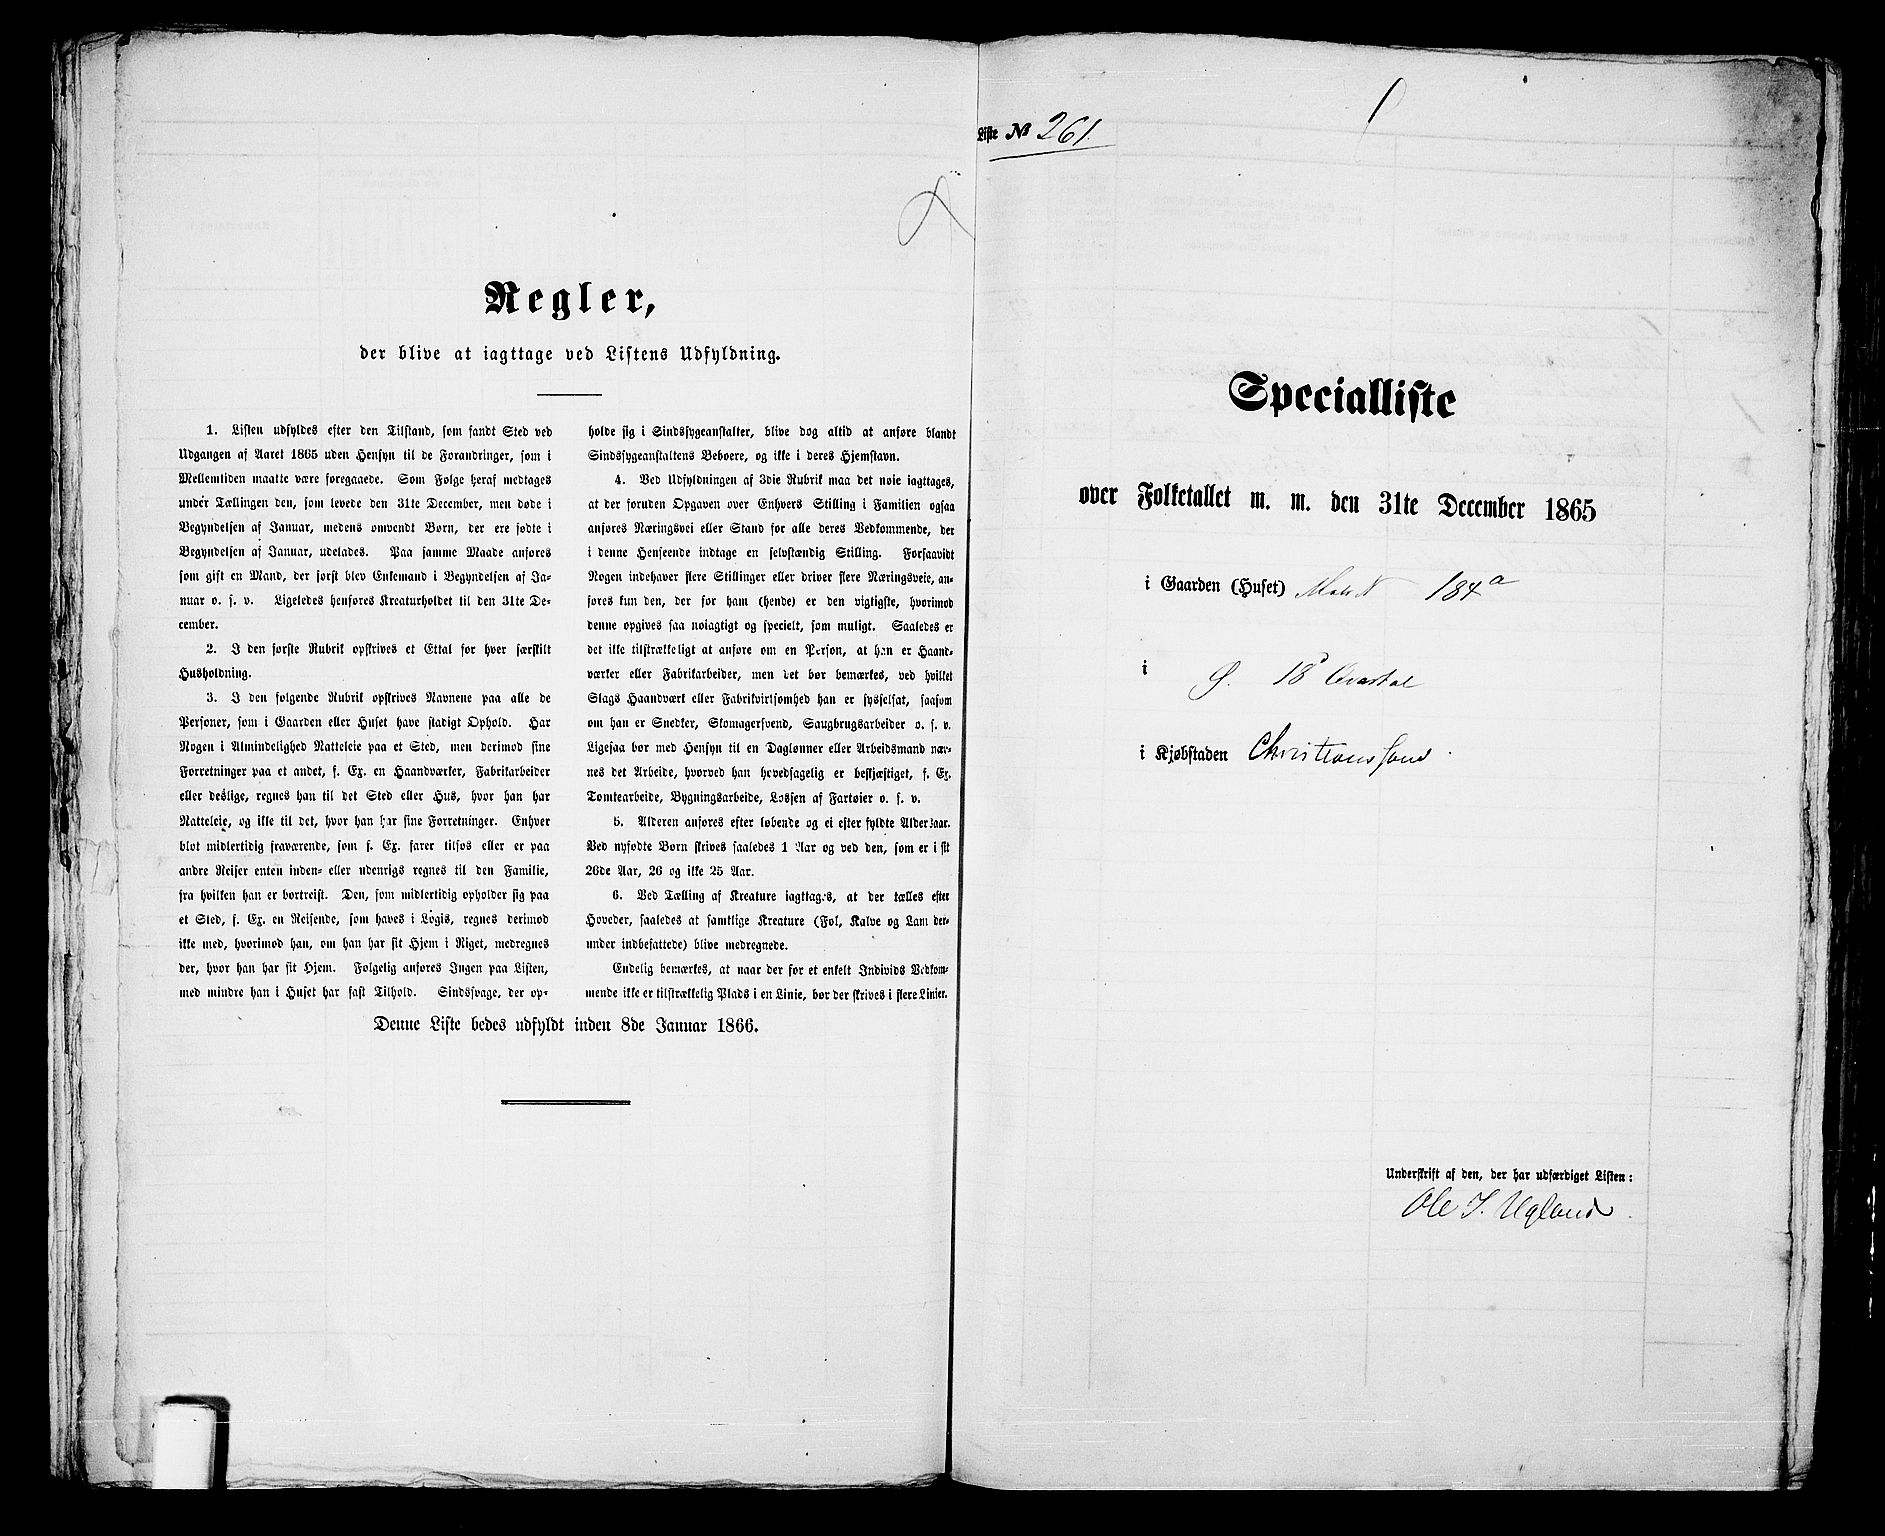 Regler,
der blive at iagttage ved Listens Udfyldning.
1. Listen udfyldes efter den Tilstand, som fandt Sted ved
Udgangen af Aaret 1865 uden Hensyn til de Forandringer, som i
Mellemtiden maatte være foregaaede. Som Følge heraf medtages
under Tællingen den, som levede den 31te December, men døde i
Begyndelsen af Januar, medens omvendt Børn, der ere fødte i
Begyndelsen af Januar, udelades. Paa samme Maade anføres
som gift en Mand, der først blev Enkemand i Begyndelsen af Ja-
nuar o. s. v. Ligeledes henføres Kreaturholdet til den 31te De-
cember.
2. I den første Rubrik opskrives et Ettal for hver særskilt
Husholdning.
3. I den følgende Rubrik opskrives Navnene paa alle de
Personer, som i Gaarden eller Huset have stadigt Ophold. Har
Nogen i Almindelighed Natteleie paa et Sted, men derimod sine
Forretninger paa et andet, f. Ex. en Haandværker, Fabrikarbeider
eller deslige, regnes han til det Sted eller Hus, hvor han har
Natteleie, og ikke til det, hvor han har sine Forretninger. Enhver
blot midlertidig fraværende, som f. Ex. farer tilsøs eller er paa
andre Reiser enten inden- eller udenrigs regnes til den Familie,
fra hvilken han er bortreist. Den, som midlertidig opholder sig paa
et Sted, f. Ex. en Reisende, som haves i Logis, regnes derimod
ikke med, hvorimod han, om han har sit Hjem i Riget, medregnes
der, hvor han har sit Hjem. Følgelig anføres Ingen paa Listen,
med mindre han i Huset har fast Tilhold. Sindssvage, der op-
holde sig i Sindssygeanstalter, blive dog altid at anføre blandt
Sindssygeanstaltens Beboere, og ikke i deres Hjemstavn.
4. Ved Udfyldningen af 3die Rubrik maa det nøie iagttages,
at der foruden Opgaven over Enhvers Stilling i Familien ogsaa
anføres Næringsvei eller Stand for alle deres Vedkommende, der
i denne Henseende indtage en selvstændig Stilling. Forsaavidt
Nogen indehaver flere Stillinger eller driver flere Næringsveie, an-
føres kun den, der for ham (hende) er den vigtigste, hvorimod
denne opgives saa nøiagtigt og specielt, som muligt. Saaledes er
det ikke tilstrækkeligt at anføre om en Person, at han er Haand-
værker eller Fabrikarbeider, men det bør bemærkes, ved hvilket
Slags Haandværk eller Fabrikvirksomhed han er sysselsat, saasom
om han er Snedker, Skomagersvend, Saugbrugsarbeider o. s. v.
Ligesaa bør med Hensyn til en Daglønner eller Arbeidsmand næv-
nes det Arbeide, hvorved han hovedsagelig er beskjæftiget, f. Ex.
Tomtearbeide, Bygningsarbeide, Lossen af Fartøier o. s. v.
5. Alderen anføres efter løbende og ei efter fyldte Aldersaar.
Ved nyfødte Børn skrives saaledes 1 Aar og ved den, som er i sit
26de Aar, 26 og ikke 25 Aar.
6. Ved Tælling af Kreature iagttages, at der tælles efter
Hoveder, saaledes at samtlige Kreature (Føl, Kalve og Lam der-
under indbefattede) blive medregnede.
Endelig bemærkes, at naar der for et enkelt Individs Vedkom-
mende ikke er tilstrækkelig Plads i en Linie, bør der skrives i flere Linier.
Denne Liste bedes udfyldt inden 8de Januar 1866.
Liste № 261.
Specialliste
over Folketallet m. m. den 31te December 1865
i Gaarden (Huset) 184a
i 18
i Kjøbstaden Christianssand.
Underskrift af den, der har udfærdiget Listen:
Ole J. Ugland.